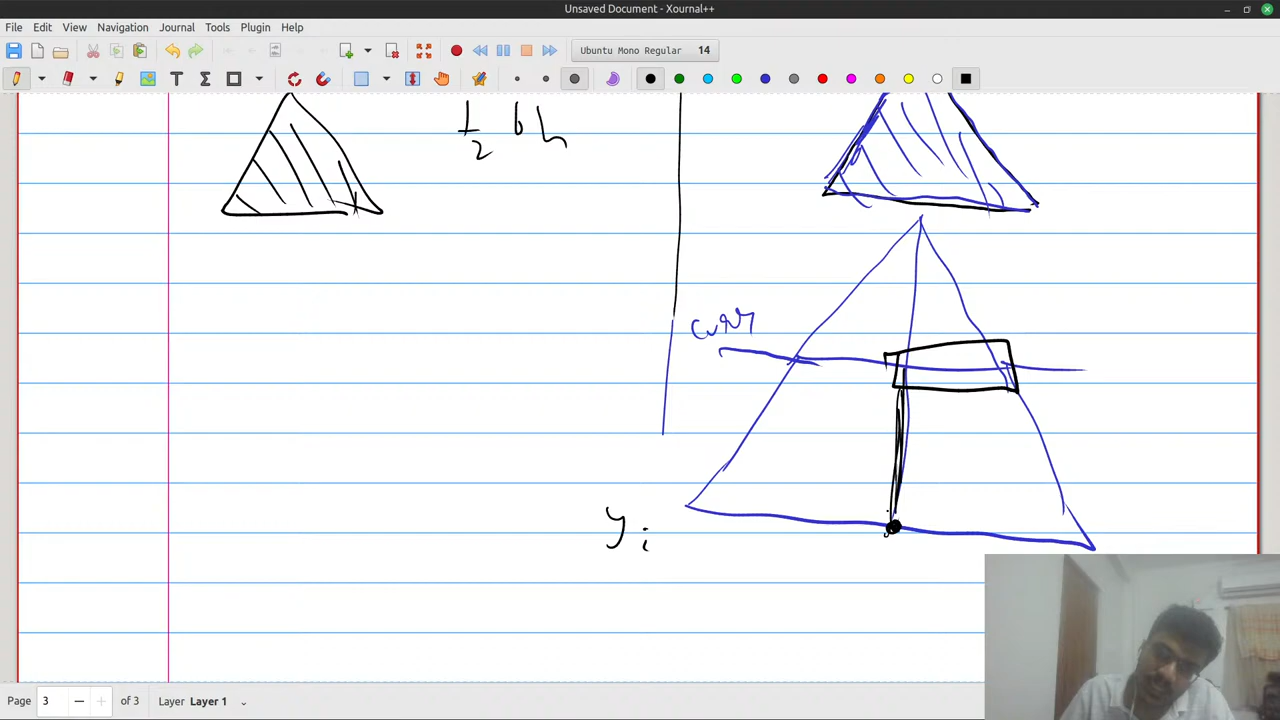 Unsaved Document - Xournal++
File Edit View Navigation Journal Tools Plugin Help
Ubuntu Mono Regular 14
1/2 b h
curr
y i
Page 3 of 3 Layer Layer 1